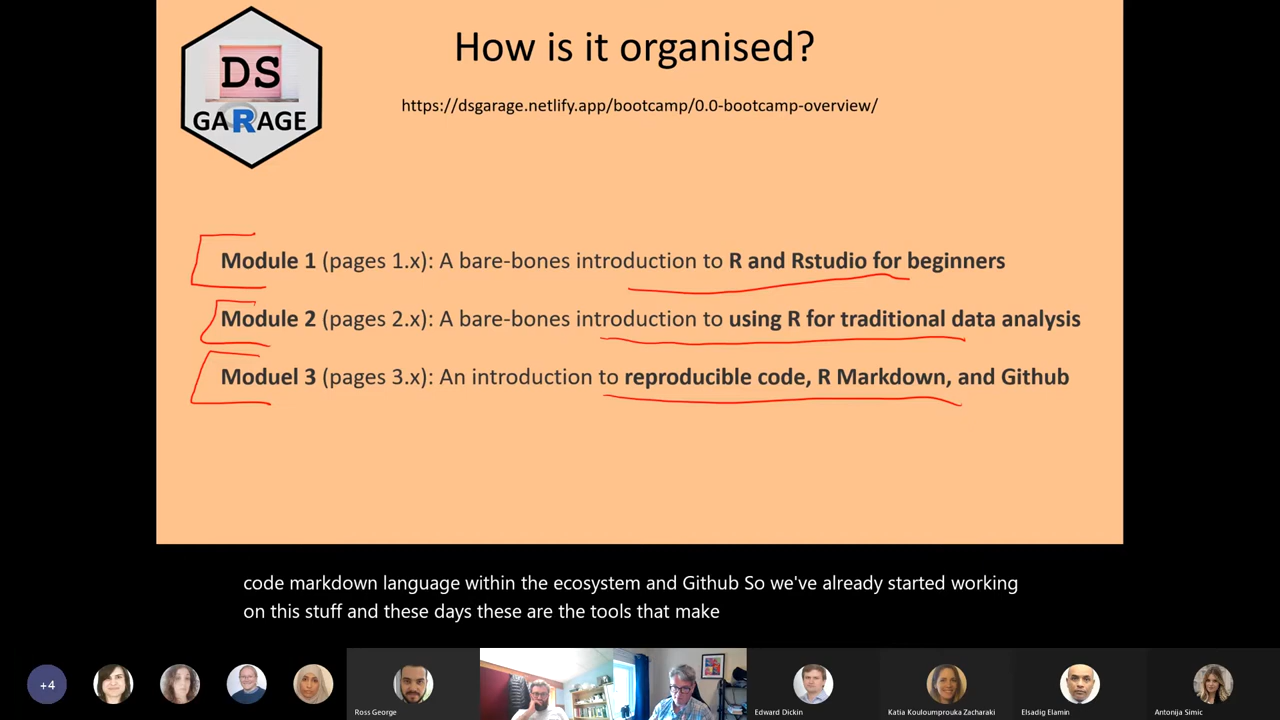 DS
GARAGE
How is it organised?
https://dsgarage.netlify.app/bootcamp/0.0-bootcamp-overview/
Module 1 (pages 1.x): A bare-bones introduction to R and Rstudio for beginners
Module 2 (pages 2.x): A bare-bones introduction to using R for traditional data analysis
Moduel 3 (pages 3.x): An introduction to reproducible code, R Markdown, and Github
code markdown language within the ecosystem and Github So we've already started working
on this stuff and these days these are the tools that make
+4
Ross George
Edward Dickin
Katia Kouloumprouka Zacharaki
Elsadig Elamin
Antonija Simic